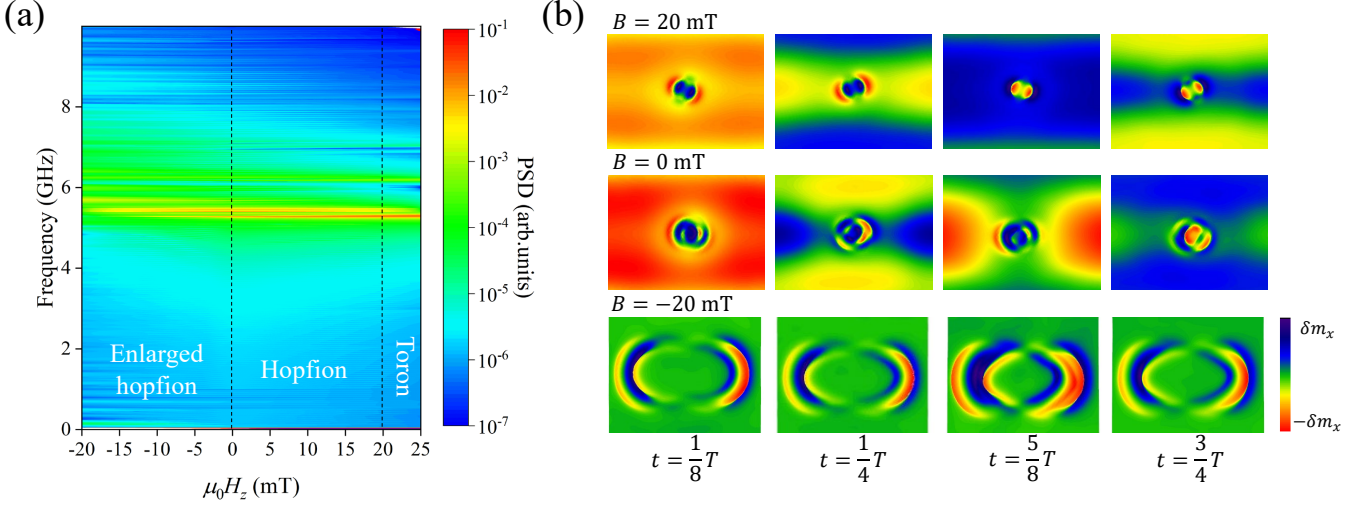 (a)
Frequency (GHz)
8
6
4
2
0
-20 -15 -10 -5 0 5 10 15 20 25
μ₀H_z (mT)
Enlarged
hopfion
Hopfion
Toron
10⁻¹
10⁻²
10⁻³
10⁻⁴
10⁻⁵
10⁻⁶
10⁻⁷
PSD (arb.units)
(b)
B = 20 mT
B = 0 mT
B = −20 mT
t = 1/8 T
t = 1/4 T
t = 5/8 T
t = 3/4 T
δm_x
−δm_x